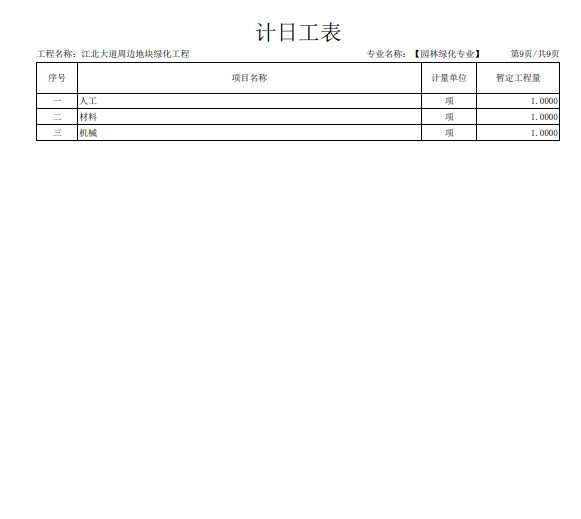 计日工表
工程名称：江北大道周边地块绿化工程 专业名称：【园林绿化专业】 第9页/共9页
序号 项目名称 计量单位 暂定工程量
一 人工 项 1.0000
二 材料 项 1.0000
三 机械 项 1.0000